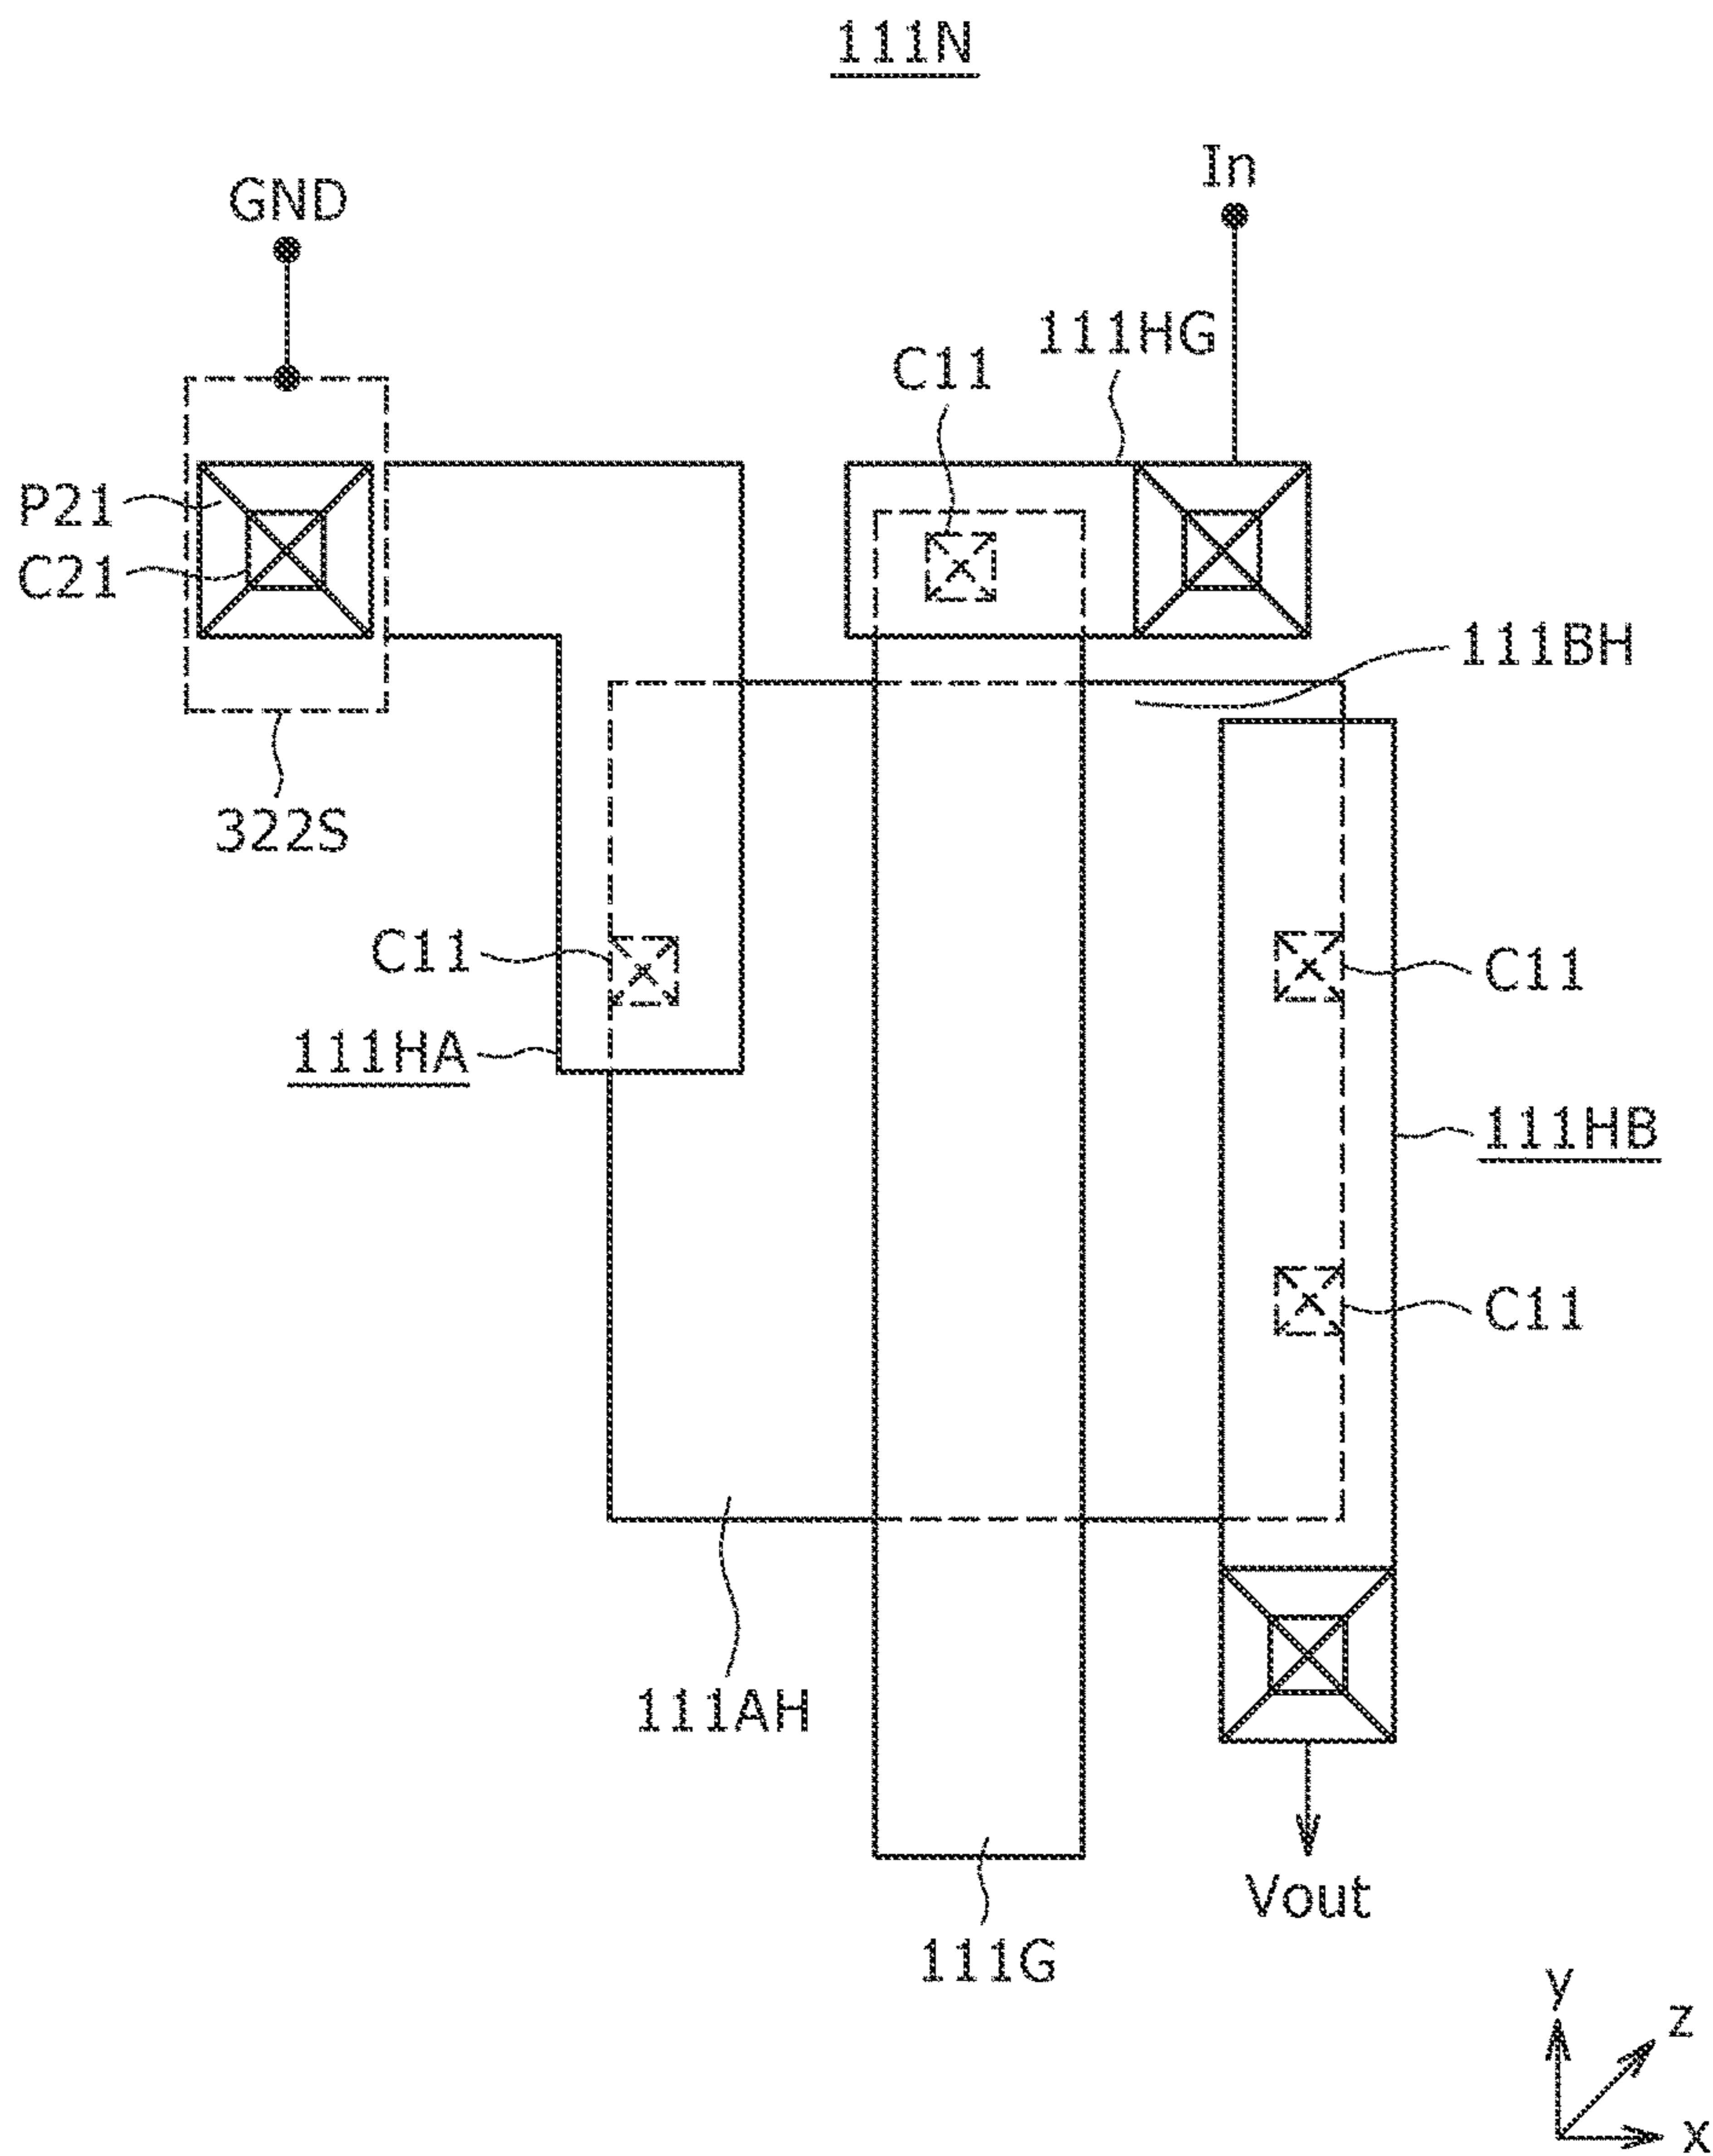 111N
In
GND
111HG
C11
P21
C21
111BH
322S
C11
C11
111HA
111HB
C11
111AH
Vout
111G
y
z
x